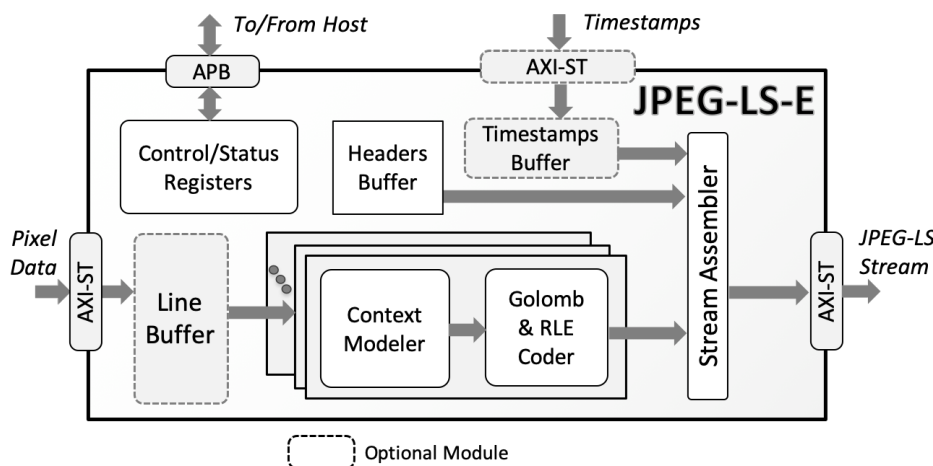 To/From Host
Timestamps
APB
AXI-ST
JPEG-LS-E
Control/Status
Registers
Headers
Buffer
Timestamps
Buffer
Stream Assembler
Pixel
Data
AXI-ST
Line
Buffer
Context
Modeler
Golomb
& RLE
Coder
AXI-ST
JPEG-LS
Stream
Optional Module